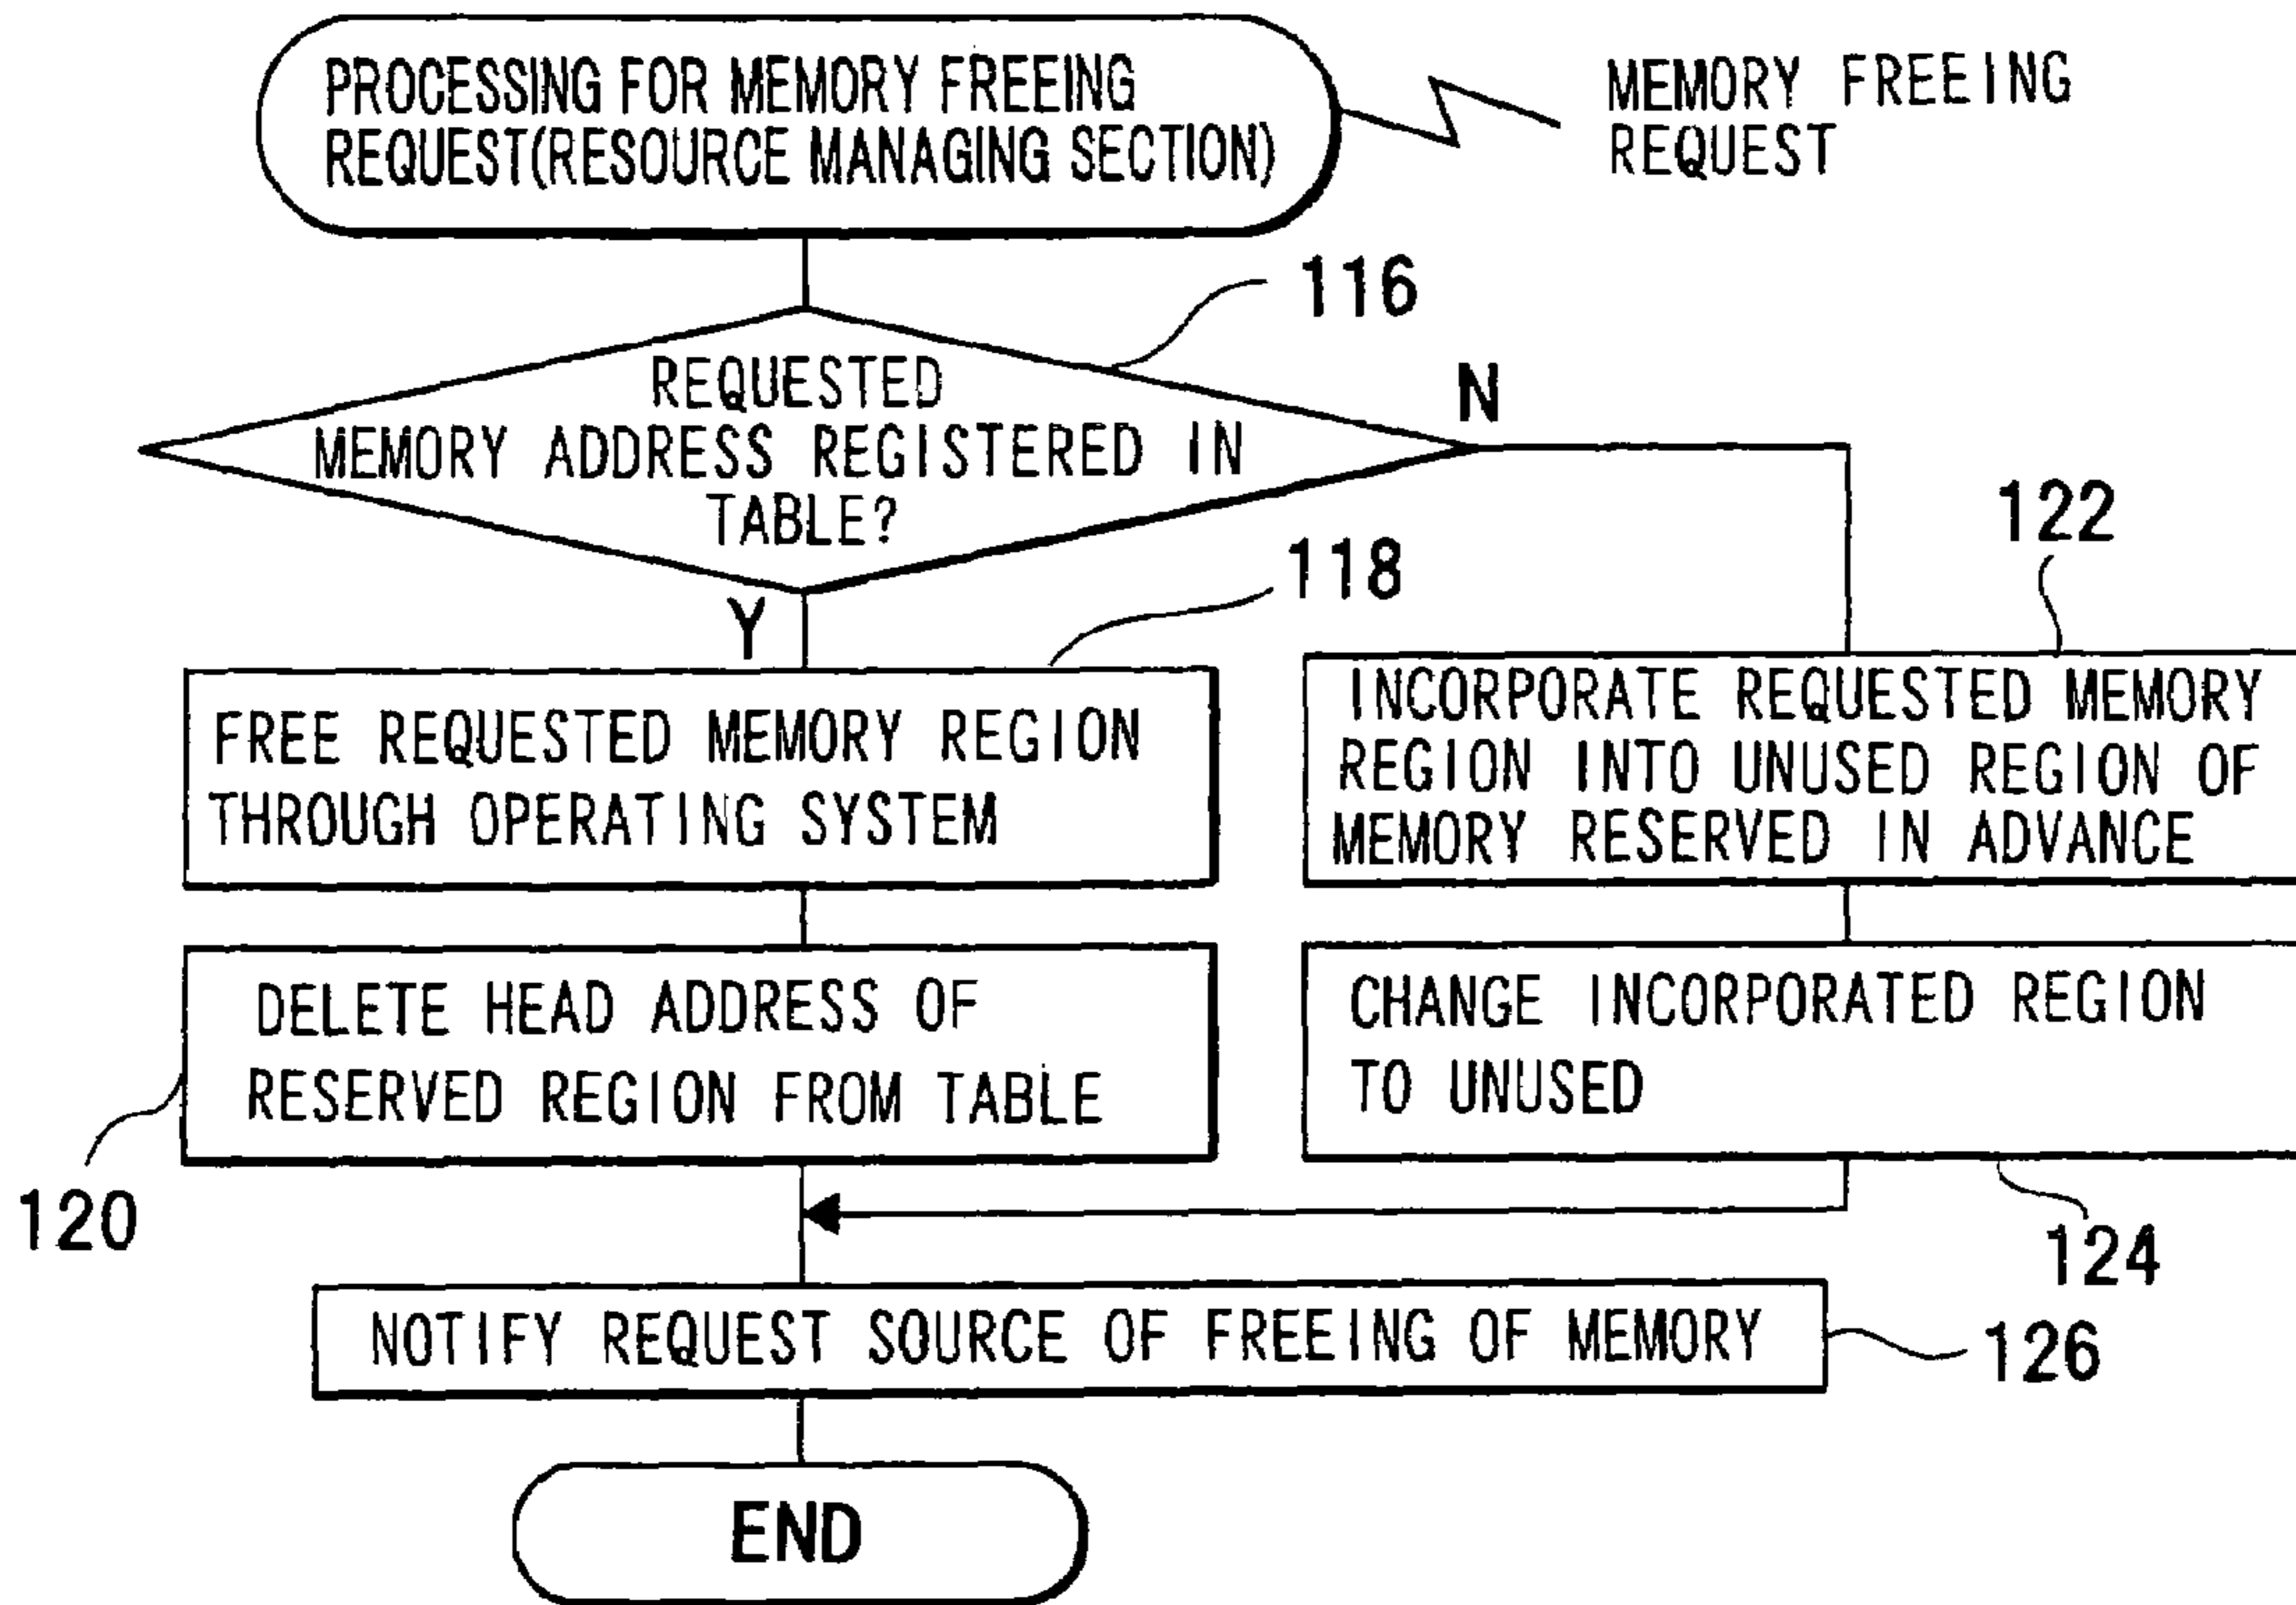 PROCESSING FOR MEMORY FREEING
REQUEST(RESOURCE MANAGING SECTION)
MEMORY FREEING
REQUEST
116
REQUESTED
MEMORY ADDRESS REGISTERED IN
TABLE?
N
Y
118
122
FREE REQUESTED MEMORY REGION
THROUGH OPERATING SYSTEM
INCORPORATE REQUESTED MEMORY
REGION INTO UNUSED REGION OF
MEMORY RESERVED IN ADVANCE
DELETE HEAD ADDRESS OF
RESERVED REGION FROM TABLE
CHANGE INCORPORATED REGION
TO UNUSED
120
124
NOTIFY REQUEST SOURCE OF FREEING OF MEMORY
126
END